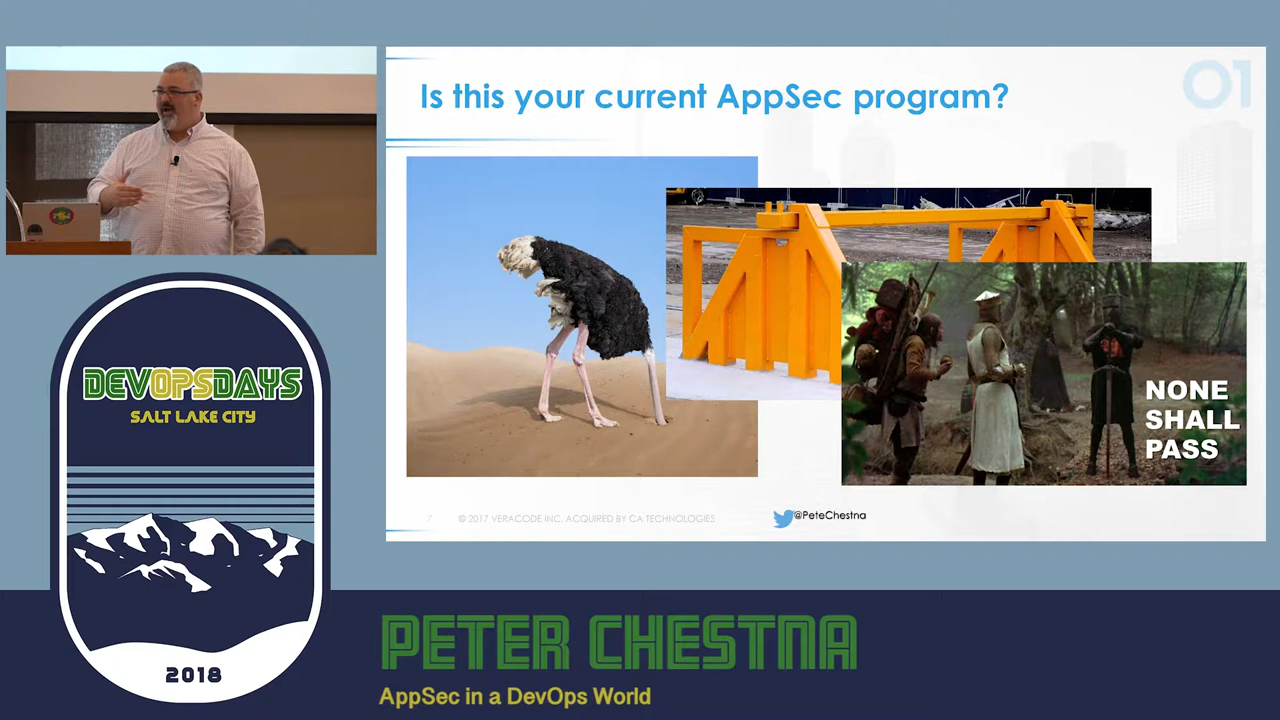 Is this your current AppSec program?
01
NONE
SHALL
PASS
7 © 2017 VERACODE INC. ACQUIRED BY CA TECHNOLOGIES
@PeteChestna
DEVOPSDAYS
SALT LAKE CITY
2018
PETER CHESTNA
AppSec in a DevOps World